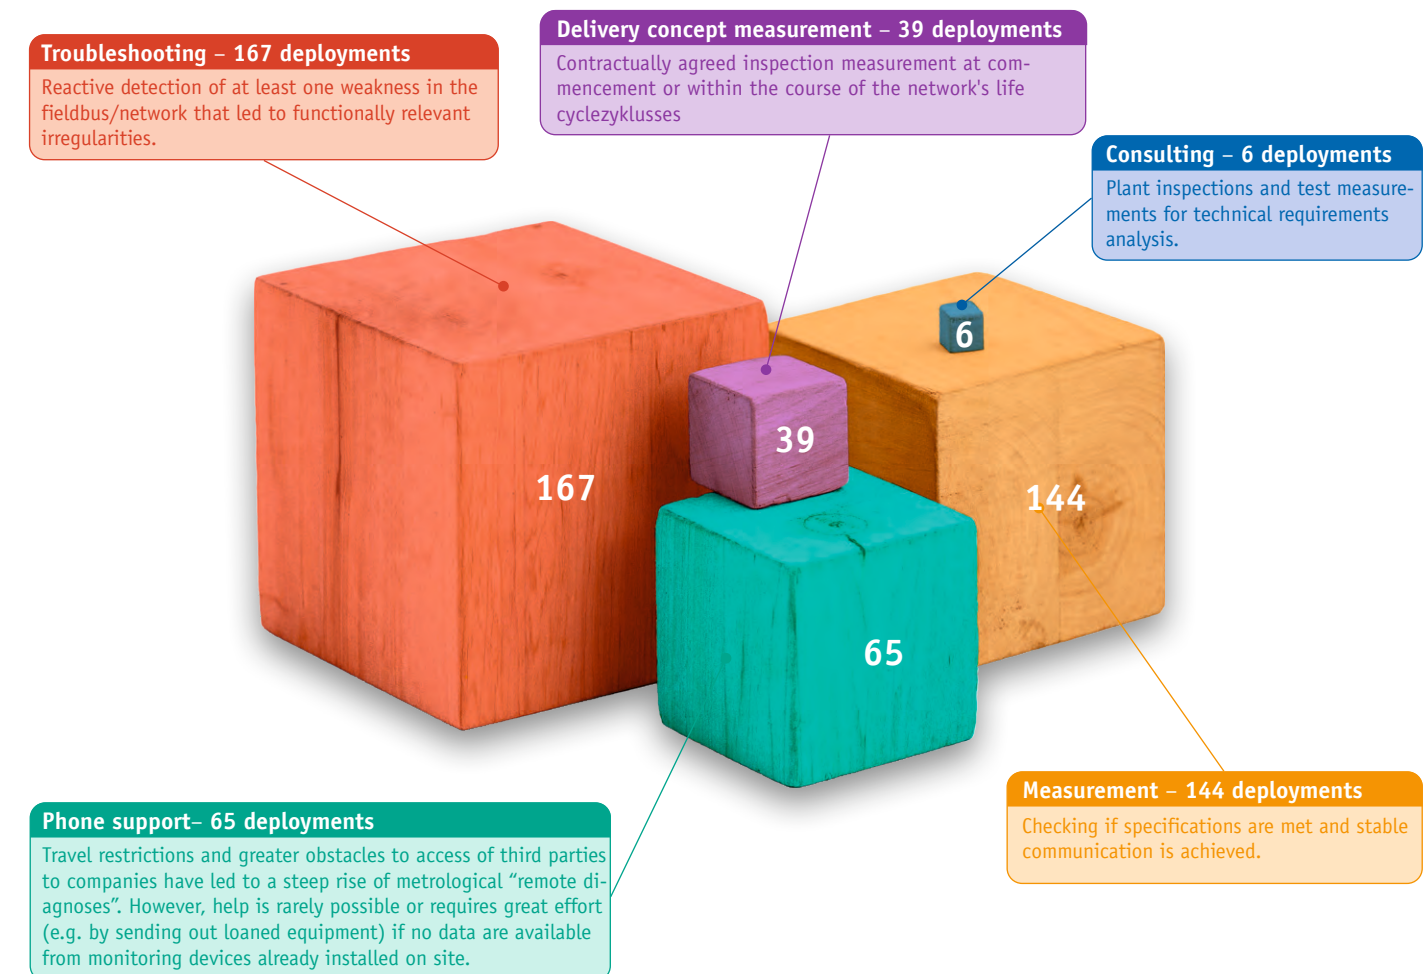 Troubleshooting – 167 deployments
Reactive detection of at least one weakness in the
fieldbus/network that led to functionally relevant
irregularities.
Delivery concept measurement – 39 deployments
Contractually agreed inspection measurement at com-
mencement or within the course of the network's life
cyclezyklusses
Consulting – 6 deployments
Plant inspections and test measure-
ments for technical requirements
analysis.
6
39
167
144
65
Measurement – 144 deployments
Checking if specifications are met and stable
communication is achieved.
Phone support– 65 deployments
Travel restrictions and greater obstacles to access of third parties
to companies have led to a steep rise of metrological “remote di-
agnoses”. However, help is rarely possible or requires great effort
(e.g. by sending out loaned equipment) if no data are available
from monitoring devices already installed on site.